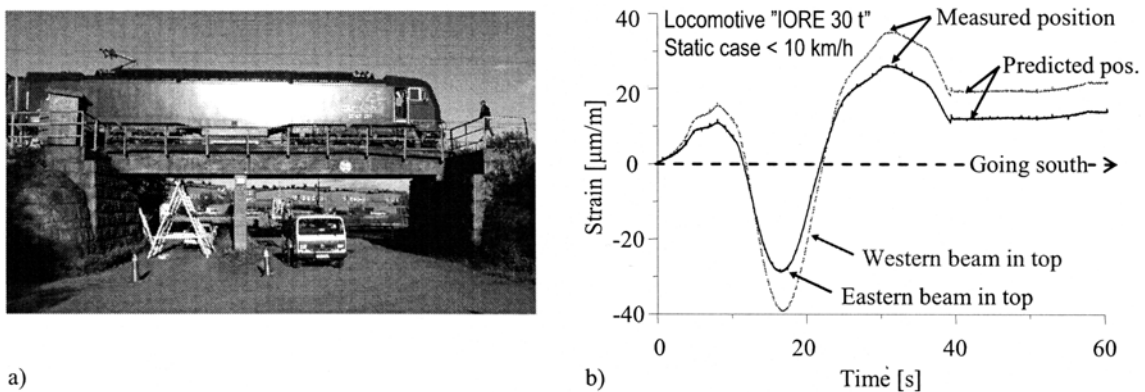 Locomotive "IORE 30 t"
Static case < 10 km/h
Measured position
Predicted pos.
Going south
Western beam in top
Eastern beam in top
40
20
0
-20
-40
Strain [µm/m]
0
20
40
60
Time [s]
a)
b)